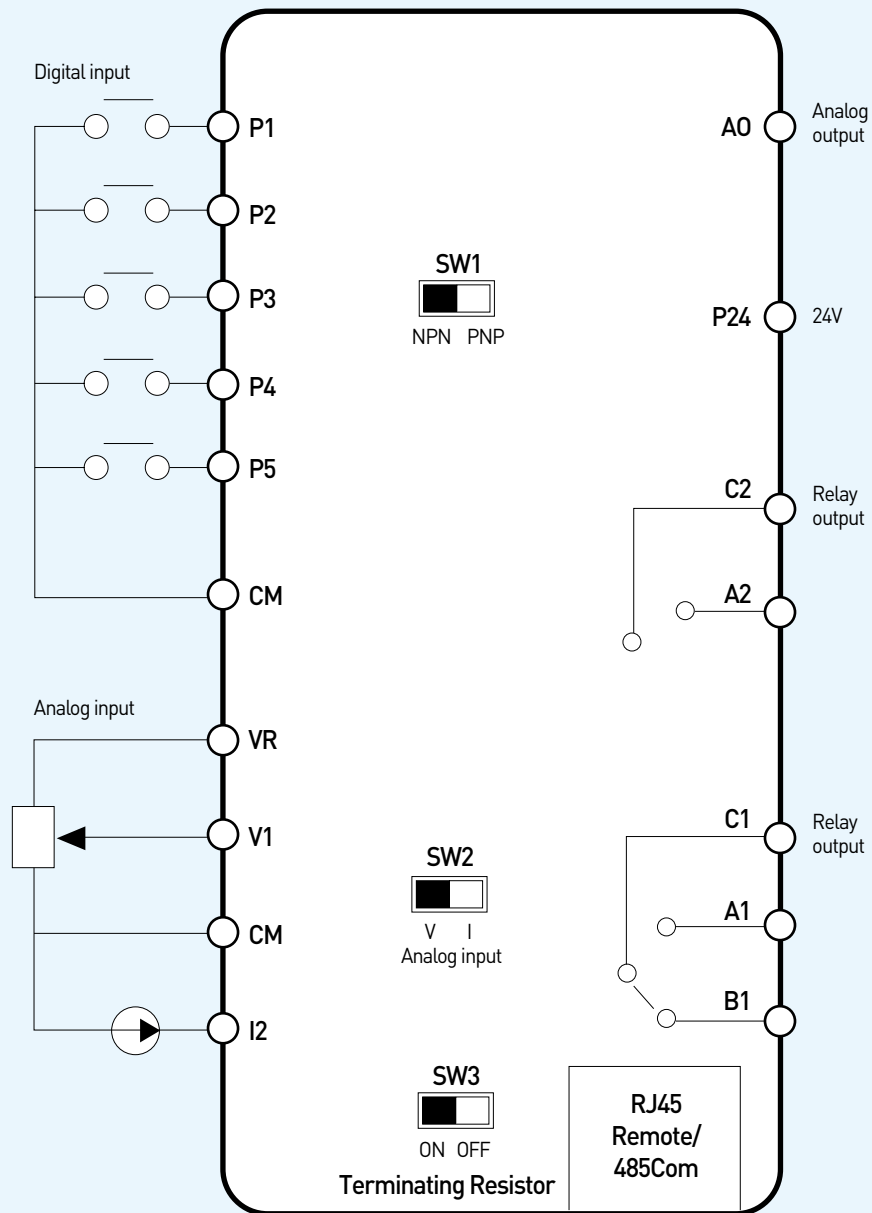 Digital input
P1
P2
P3
P4
P5
CM
Analog input
VR
V1
CM
I2
SW1
NPN PNP
SW2
V I
Analog input
SW3
ON OFF
Terminating Resistor
RJ45
Remote/
485Com
AO
Analog
output
P24
24V
C2
Relay
output
A2
C1
Relay
output
A1
B1